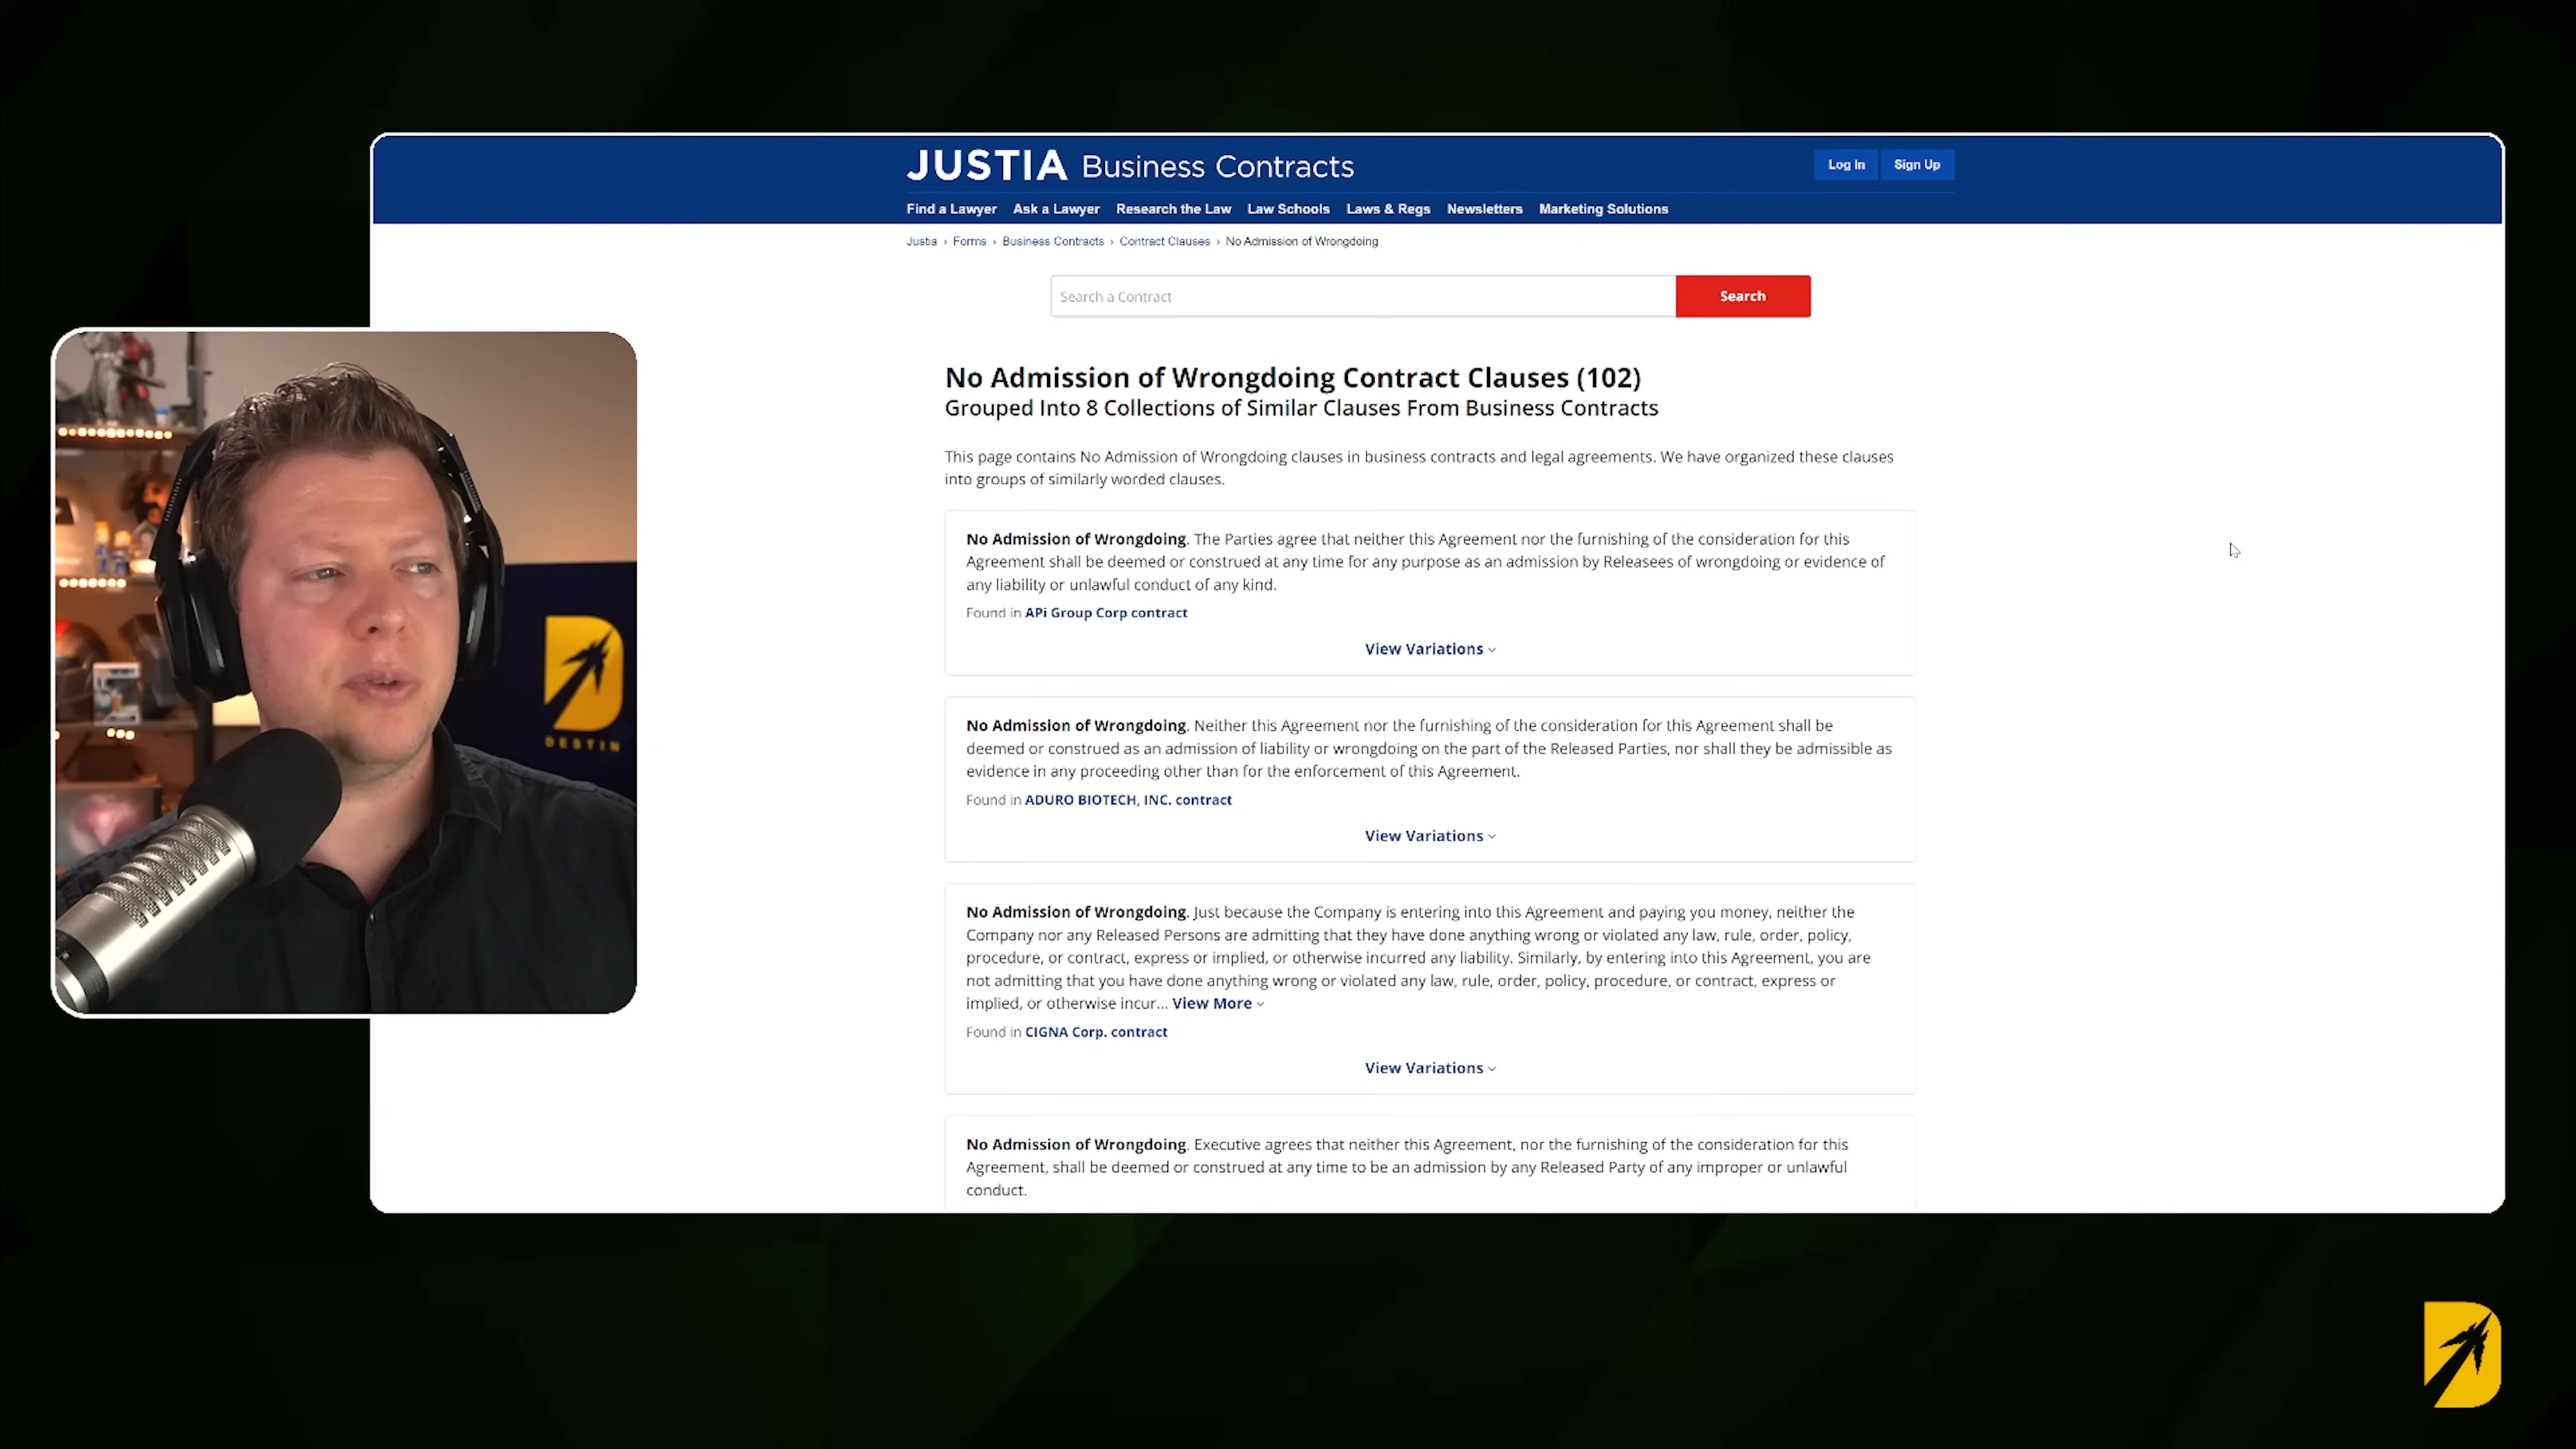 JUSTIA Business Contracts
Log In
Sign Up
Find a Lawyer
Ask a Lawyer
Research the Law
Law Schools
Laws & Regs
Newsletters
Marketing Solutions
Justia › Forms › Business Contracts › Contract Clauses › No Admission of Wrongdoing
Search a Contract
Search
No Admission of Wrongdoing Contract Clauses (102)
Grouped Into 8 Collections of Similar Clauses From Business Contracts
This page contains No Admission of Wrongdoing clauses in business contracts and legal agreements. We have organized these clauses
into groups of similarly worded clauses.
No Admission of Wrongdoing. The Parties agree that neither this Agreement nor the furnishing of the consideration for this
Agreement shall be deemed or construed at any time for any purpose as an admission by Releasees of wrongdoing or evidence of
any liability or unlawful conduct of any kind.
Found in APi Group Corp contract
View Variations
No Admission of Wrongdoing. Neither this Agreement nor the furnishing of the consideration for this Agreement shall be
deemed or construed as an admission of liability or wrongdoing on the part of the Released Parties, nor shall they be admissible as
evidence in any proceeding other than for the enforcement of this Agreement.
Found in ADURO BIOTECH, INC. contract
View Variations
No Admission of Wrongdoing. Just because the Company is entering into this Agreement and paying you money, neither the
Company nor any Released Persons are admitting that they have done anything wrong or violated any law, rule, order, policy,
procedure, or contract, express or implied, or otherwise incurred any liability. Similarly, by entering into this Agreement, you are
not admitting that you have done anything wrong or violated any law, rule, order, policy, procedure, or contract, express or
implied, or otherwise incur... View More
Found in CIGNA Corp. contract
View Variations
No Admission of Wrongdoing. Executive agrees that neither this Agreement, nor the furnishing of the consideration for this
Agreement, shall be deemed or construed at any time to be an admission by any Released Party of any improper or unlawful
conduct.
D
DESTIN
D